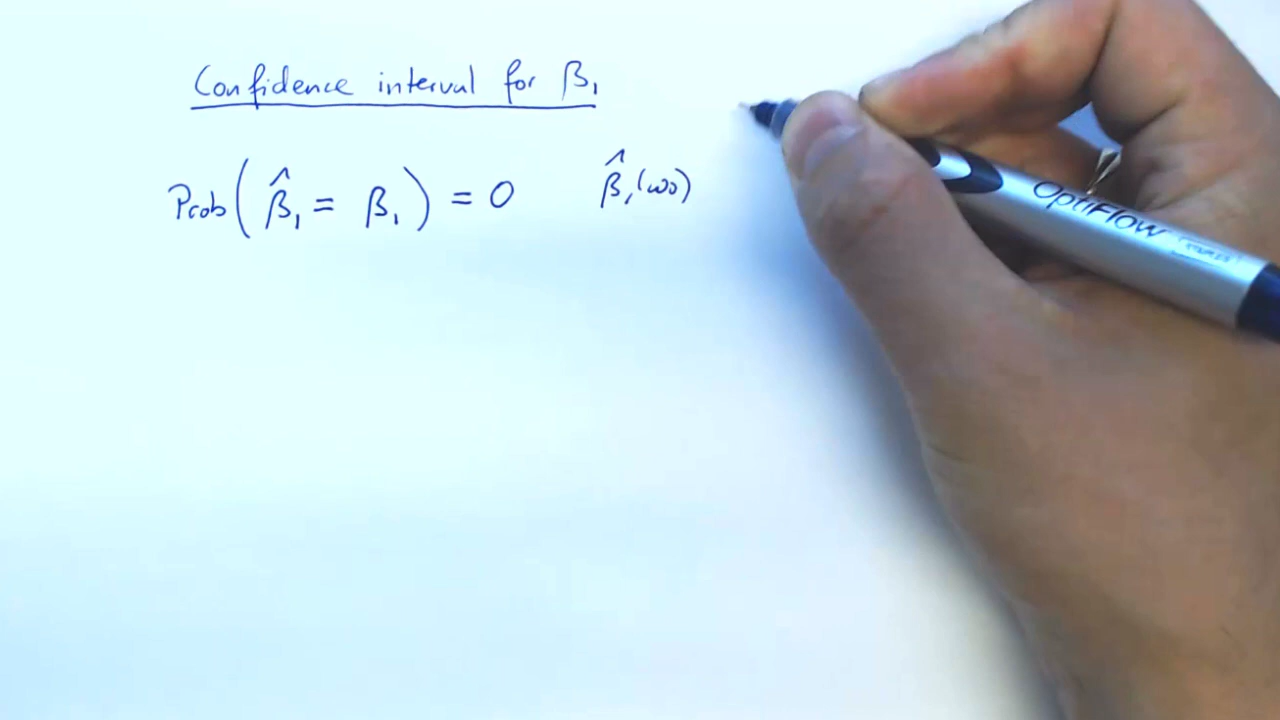 Confidence interval for β₁
Prob(β̂₁ = β₁) = 0 β̂₁(ω₀)
OptiFlow